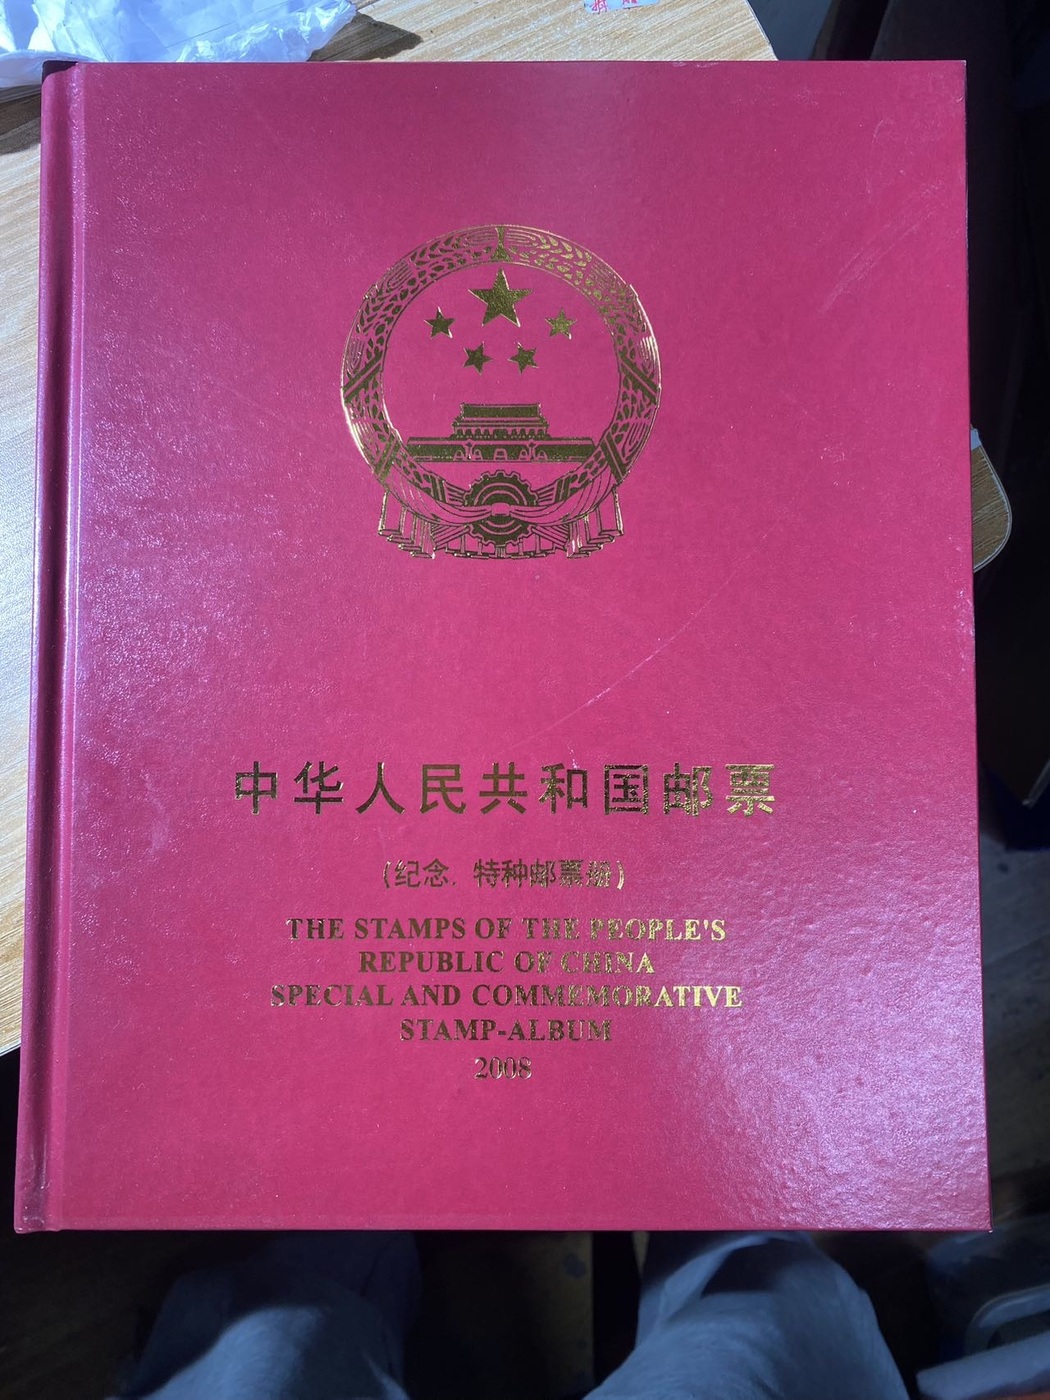 中华人民共和国邮票
(纪念、特种邮票册)
THE STAMPS OF THE PEOPLE'S
REPUBLIC OF CHINA
SPECIAL AND COMMEMORATIVE
STAMP-ALBUM
2008